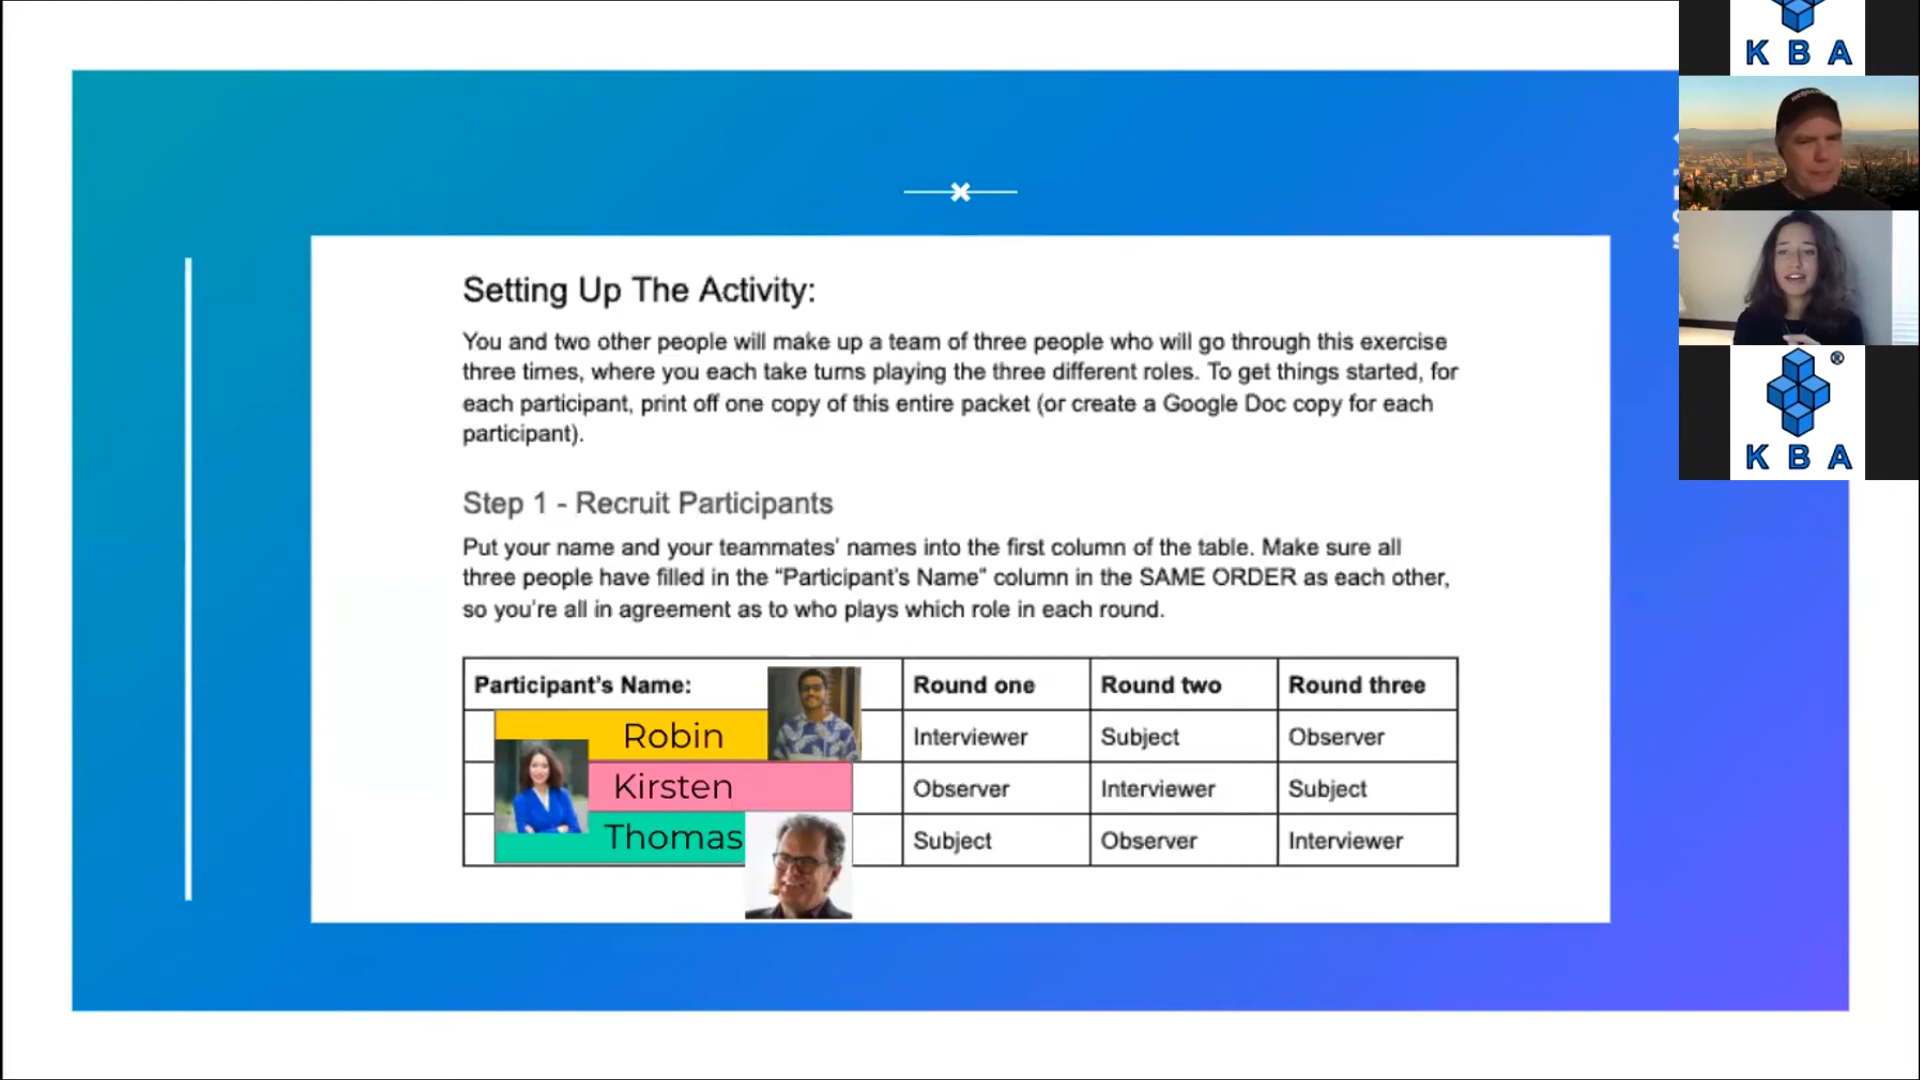 Setting Up The Activity:
You and two other people will make up a team of three people who will go through this exercise
three times, where you each take turns playing the three different roles. To get things started, for
each participant, print off one copy of this entire packet (or create a Google Doc copy for each
participant).
Step 1 - Recruit Participants
Put your name and your teammates’ names into the first column of the table. Make sure all
three people have filled in the “Participant’s Name” column in the SAME ORDER as each other,
so you’re all in agreement as to who plays which role in each round.
Participant’s Name: Round one Round two Round three
Robin Interviewer Subject Observer
Kirsten Observer Interviewer Subject
Thomas Subject Observer Interviewer
K B A
®
K B A